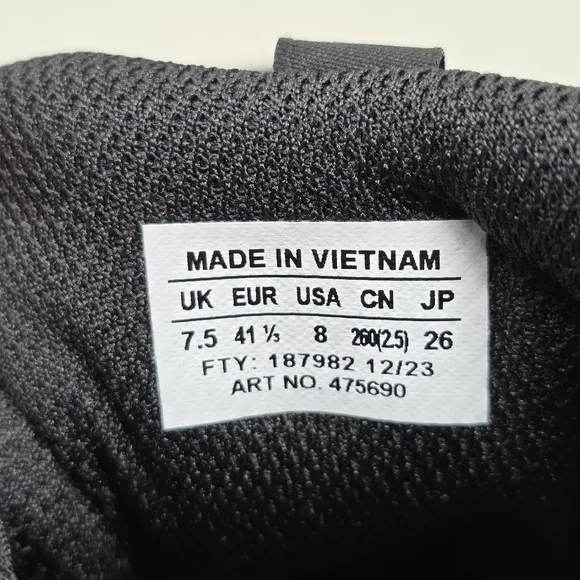 MADE IN VIETNAM
UK EUR USA CN JP
7.5 41 ⅓ 8 260(2.5) 26
FTY: 187982 12/23
ART NO. 475690